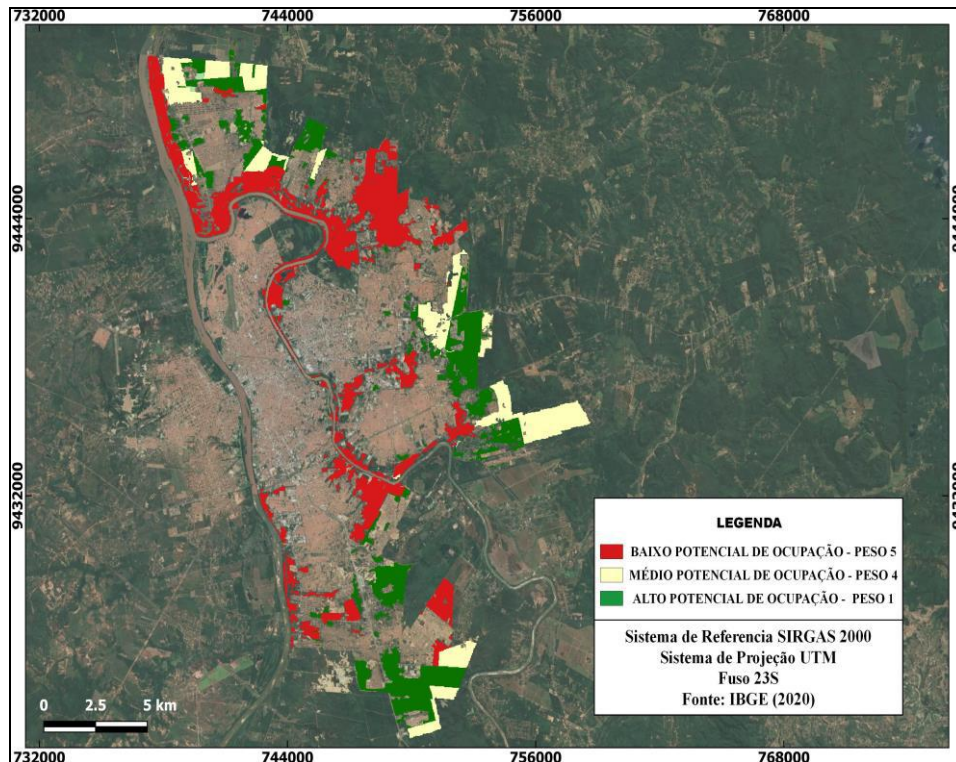 732000
744000
756000
768000
9444000
9444000
9432000
9432000
LEGENDA
BAIXO POTENCIAL DE OCUPAÇÃO - PESO 5
MÉDIO POTENCIAL DE OCUPAÇÃO - PESO 4
ALTO POTENCIAL DE OCUPAÇÃO - PESO 1
Sistema de Referencia SIRGAS 2000
Sistema de Projeção UTM
Fuso 23S
Fonte: IBGE (2020)
0 2.5 5 km
732000
744000
756000
768000